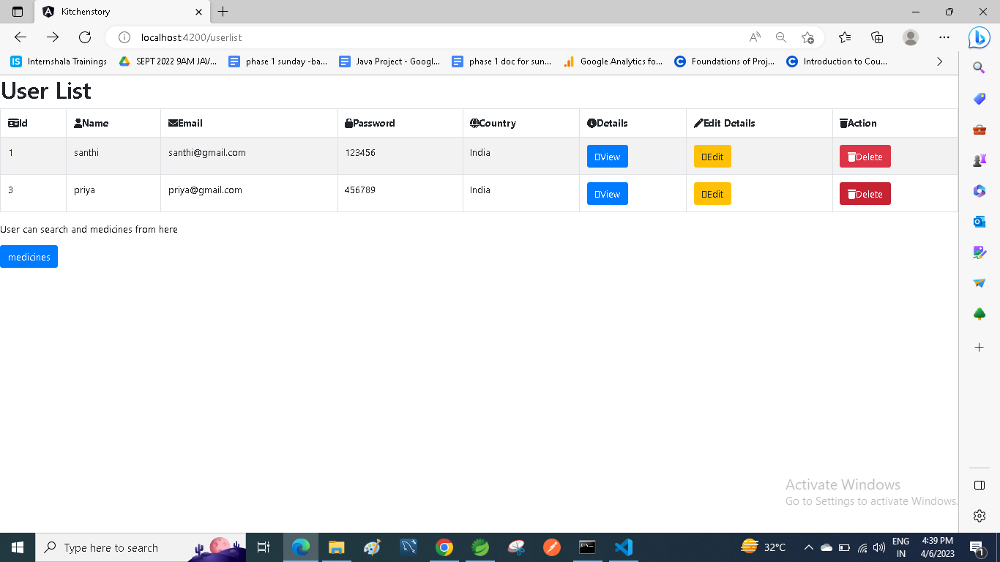 Kitchenstory
localhost:4200/userlist
Internshala Trainings SEPT 2022 9AM JAV... phase 1 sunday -ba... Java Project - Googl... phase 1 doc for sun... Google Analytics fo... Foundations of Proj... Introduction to Cou...
User List
Id Name Email Password Country Details Edit Details Action
1 santhi santhi@gmail.com 123456 India View Edit Delete
3 priya priya@gmail.com 456789 India View Edit Delete
User can search and medicines from here
medicines
Activate Windows
Go to Settings to activate Windows.
Type here to search
32°C
ENG
IN
4:39 PM
4/6/2023
1